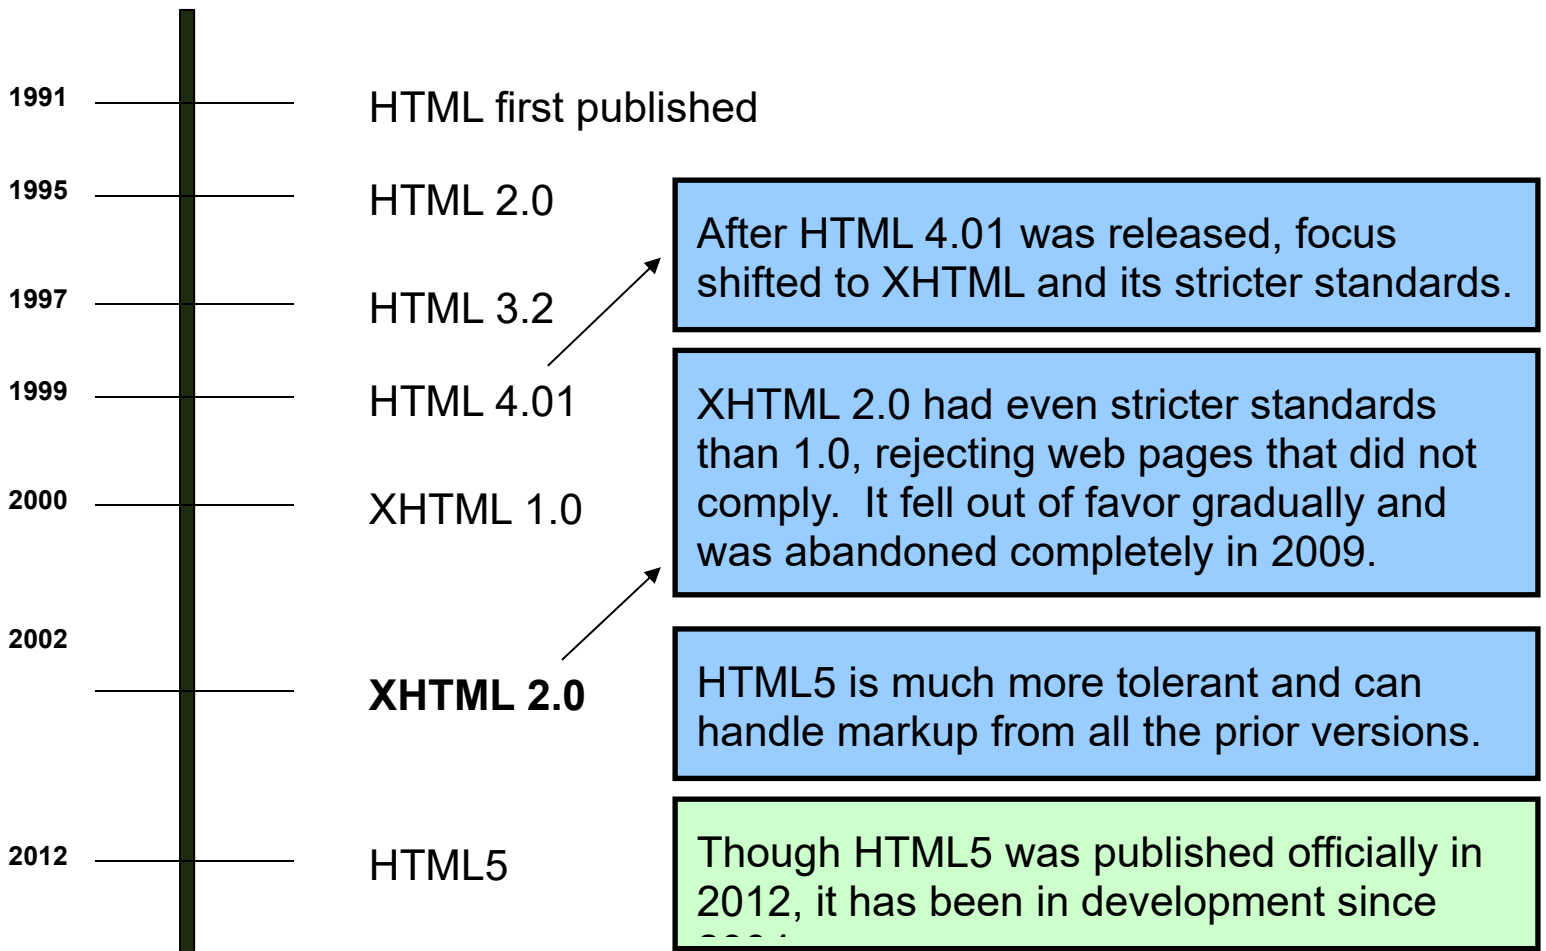 1991 HTML first published
1995 HTML 2.0
After HTML 4.01 was released, focus
shifted to XHTML and its stricter standards.
1997 HTML 3.2
1999 HTML 4.01
XHTML 2.0 had even stricter standards
than 1.0, rejecting web pages that did not
comply.  It fell out of favor gradually and
was abandoned completely in 2009.
2000 XHTML 1.0
2002
XHTML 2.0
HTML5 is much more tolerant and can
handle markup from all the prior versions.
2012 HTML5
Though HTML5 was published officially in
2012, it has been in development since